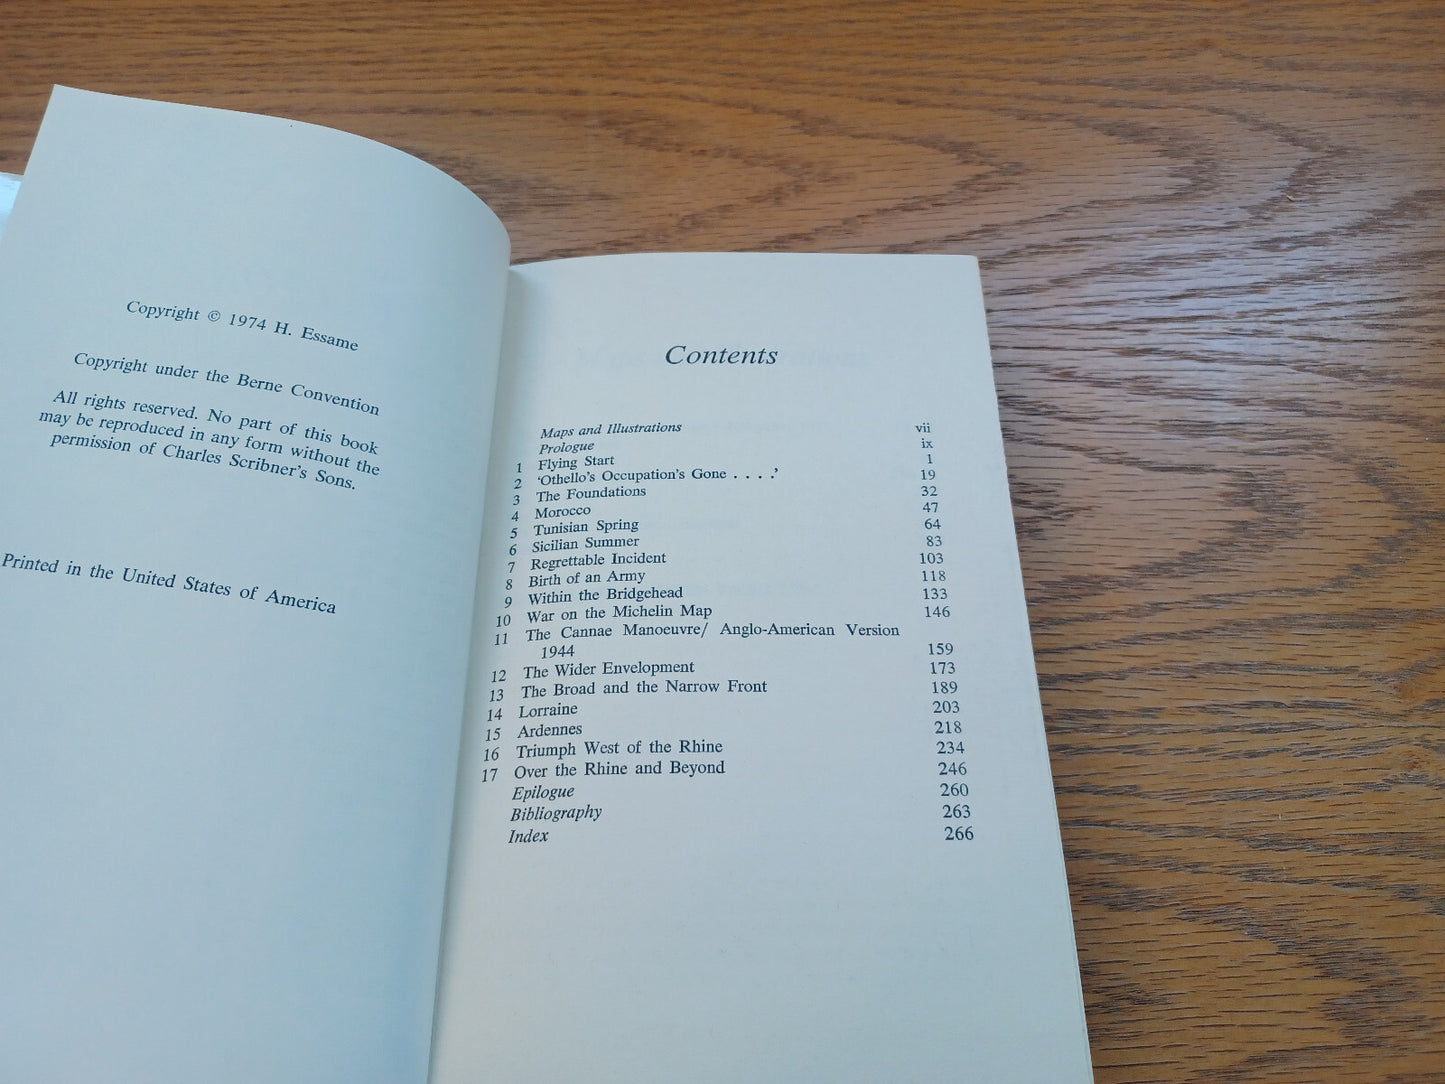 Copyright © 1974 H. Essame
Copyright under the Berne Convention
All rights reserved. No part of this book
may be reproduced in any form without the
permission of Charles Scribner's Sons.
Printed in the United States of America
Contents
Maps and Illustrations vii
Prologue ix
1 Flying Start 1
2 'Othello's Occupation's Gone . . . .' 19
3 The Foundations 32
4 Morocco 47
5 Tunisian Spring 64
6 Sicilian Summer 83
7 Regrettable Incident 103
8 Birth of an Army 118
9 Within the Bridgehead 133
10 War on the Michelin Map 146
11 The Cannae Manoeuvre/ Anglo-American Version
1944 159
12 The Wider Envelopment 173
13 The Broad and the Narrow Front 189
14 Lorraine 203
15 Ardennes 218
16 Triumph West of the Rhine 234
17 Over the Rhine and Beyond 246
Epilogue 260
Bibliography 263
Index 266